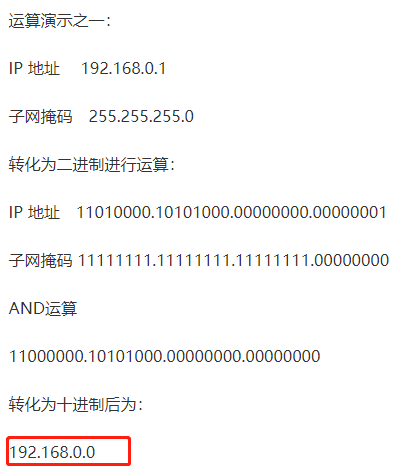 运算演示之一：
IP 地址 192.168.0.1
子网掩码 255.255.255.0
转化为二进制进行运算：
IP 地址 11010000.10101000.00000000.00000001
子网掩码 11111111.11111111.11111111.00000000
AND运算
11000000.10101000.00000000.00000000
转化为十进制后为：
192.168.0.0